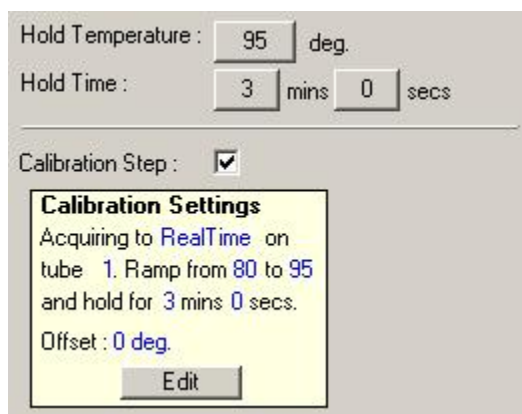 Hold Temperature : 95 deg.
Hold Time : 3 mins 0 secs
Calibration Step :
Calibration Settings
Acquiring to RealTime on
tube 1. Ramp from 80 to 95
and hold for 3 mins 0 secs.
Offset : 0 deg.
Edit